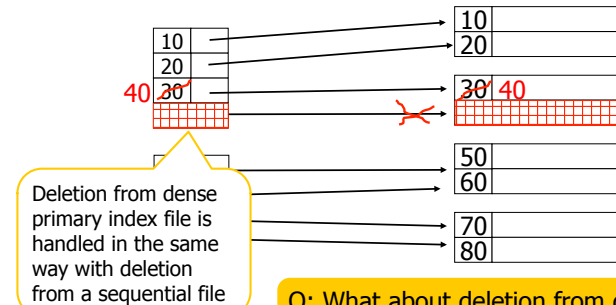 10
20
40 30
10
20
30 40
50
60
70
80
Deletion from dense
primary index file is
handled in the same
way with deletion
from a sequential file
Q: What about deletion from